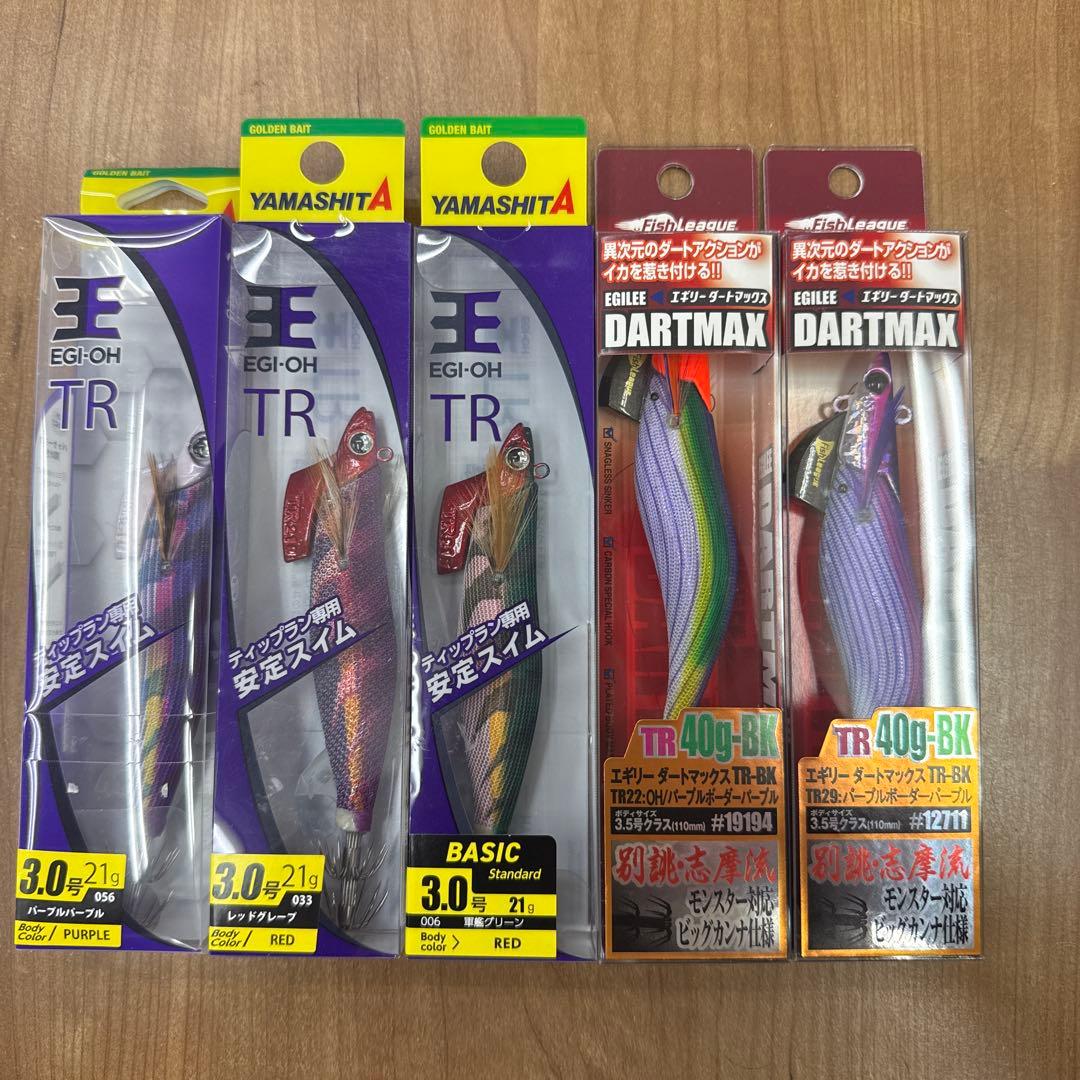 GOLDEN BAIT
EGI-OH
TR
ティップラン専用
安定スイム
3.0号 21g
056
パープルパープル
Body Color / PURPLE
GOLDEN BAIT
YAMASHITA
EGI-OH
TR
ティップラン専用
安定スイム
3.0号 21g
033
レッドグレープ
Body Color / RED
GOLDEN BAIT
YAMASHITA
EGI-OH
TR
ティップラン専用
安定スイム
BASIC
Standard
3.0号 21g
006 軍艦グリーン
Body color > RED
FishLeague
異次元のダートアクションが
イカを惹き付ける!!
EGILEE エギリーダートマックス
DARTMAX
FishLeague
SNAGLESS SINKER
CARBON SPECIAL HOOK
TR 40g-BK
エギリー ダートマックス TR-BK
TR22:OH/パープルボーダーパープル
ボディサイズ
3.5号クラス(110mm) #19194
別誂・志摩流
モンスター対応
ビッグカンナ仕様
FishLeague
異次元のダートアクションが
イカを惹き付ける!!
EGILEE エギリーダートマックス
DARTMAX
FishLeague
TR 40g-BK
エギリー ダートマックス TR-BK
TR29:パープルボーダーパープル
ボディサイズ
3.5号クラス(110mm) #12711
別誂・志摩流
モンスター対応
ビッグカンナ仕様